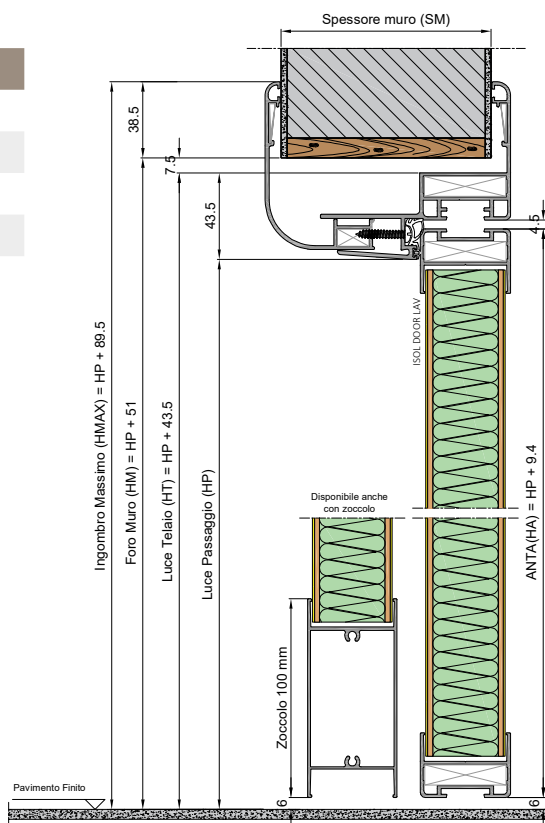 Spessore muro (SM)
38.5
7.5
43.5
4.5
Ingombro Massimo (HMAX) = HP + 89.5
Foro Muro (HM) = HP + 51
Luce Telaio (HT) = HP + 43.5
Luce Passaggio (HP)
ISOL DOOR LAV
ANTA(HA) = HP + 9.4
Disponibile anche
con zoccolo
Zoccolo 100 mm
Pavimento Finito
6
6